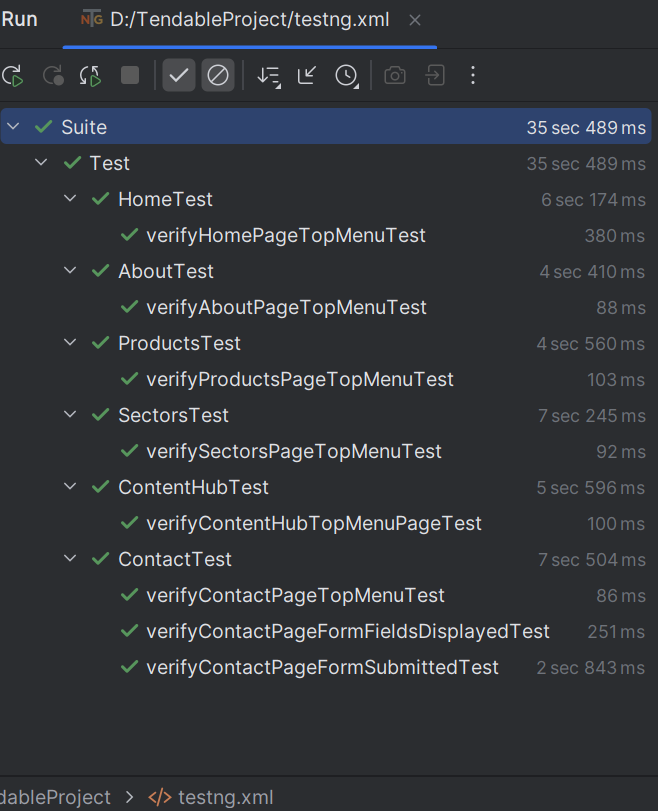 Run D:/TendableProject/testng.xml
Suite 35 sec 489 ms
Test 35 sec 489 ms
HomeTest 6 sec 174 ms
verifyHomePageTopMenuTest 380 ms
AboutTest 4 sec 410 ms
verifyAboutPageTopMenuTest 88 ms
ProductsTest 4 sec 560 ms
verifyProductsPageTopMenuTest 103 ms
SectorsTest 7 sec 245 ms
verifySectorsPageTopMenuTest 92 ms
ContentHubTest 5 sec 596 ms
verifyContentHubTopMenuPageTest 100 ms
ContactTest 7 sec 504 ms
verifyContactPageTopMenuTest 86 ms
verifyContactPageFormFieldsDisplayedTest 251 ms
verifyContactPageFormSubmittedTest 2 sec 843 ms
dableProject > </> testng.xml